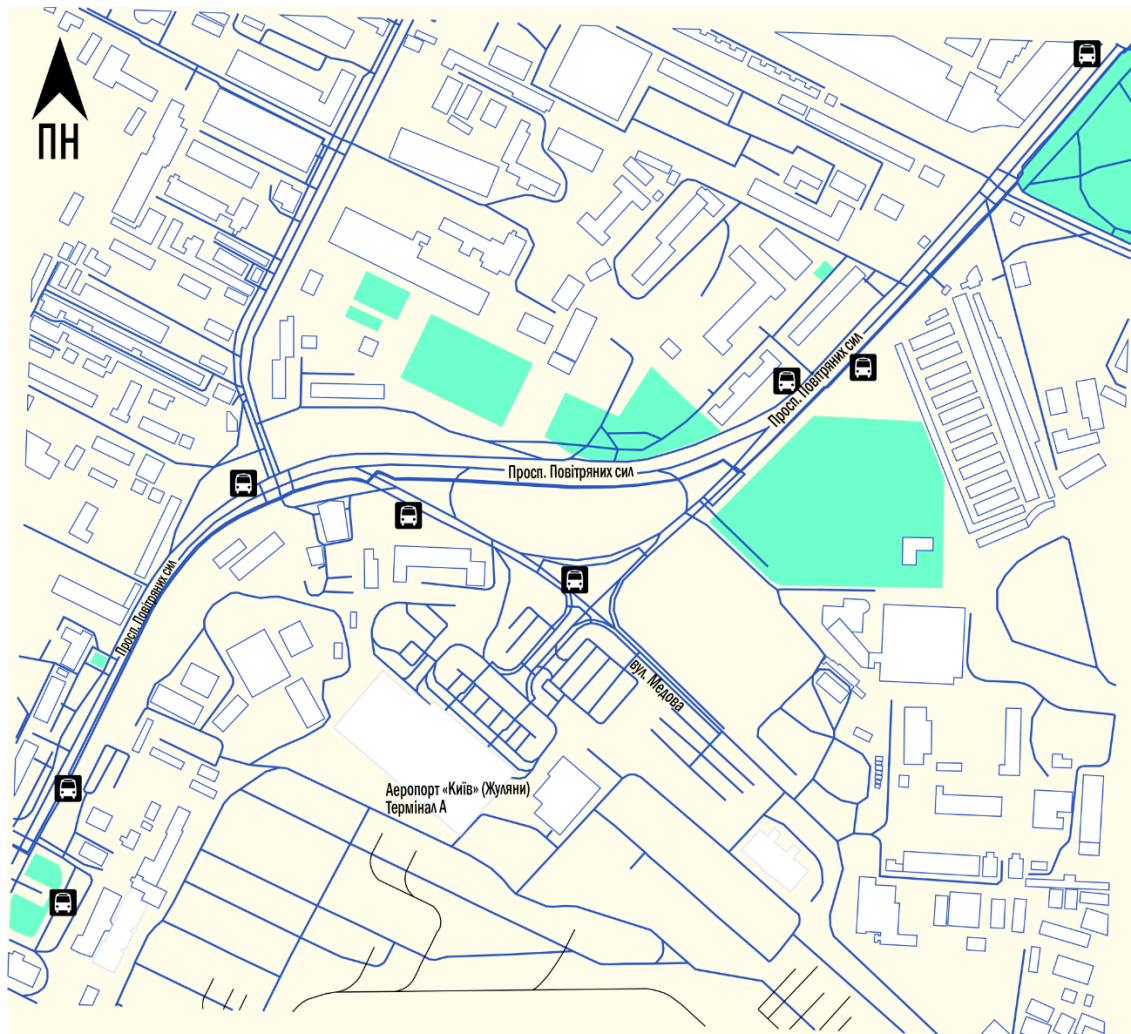 ПН
Просп. Повітряних сил
Просп. Повітряних сил
Просп. Повітряних сил
вул. Медова
Аеропорт «Київ» (Жуляни)
Термінал А